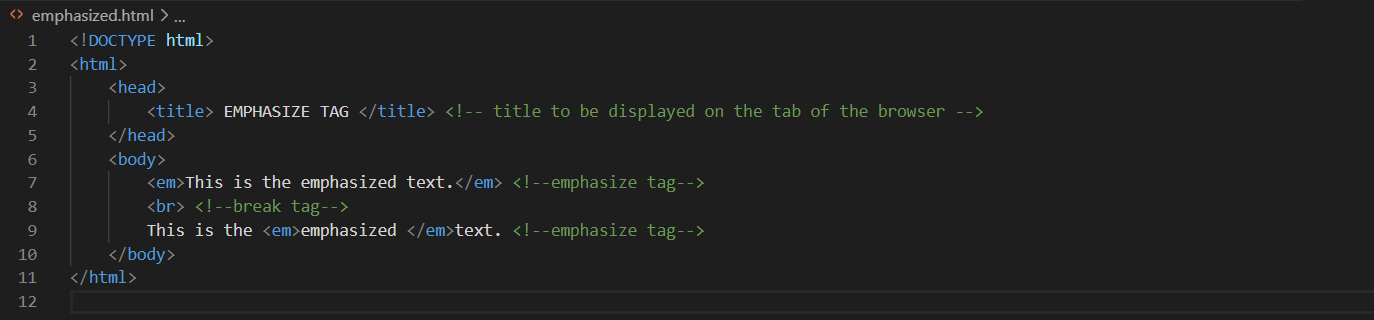 <> emphasized.html > ...
1 <!DOCTYPE html>
2 <html>
3 <head>
4 <title> EMPHASIZE TAG </title> <!-- title to be displayed on the tab of the browser -->
5 </head>
6 <body>
7 <em>This is the emphasized text.</em> <!--emphasize tag-->
8 <br> <!--break tag-->
9 This is the <em>emphasized </em>text. <!--emphasize tag-->
10 </body>
11 </html>
12